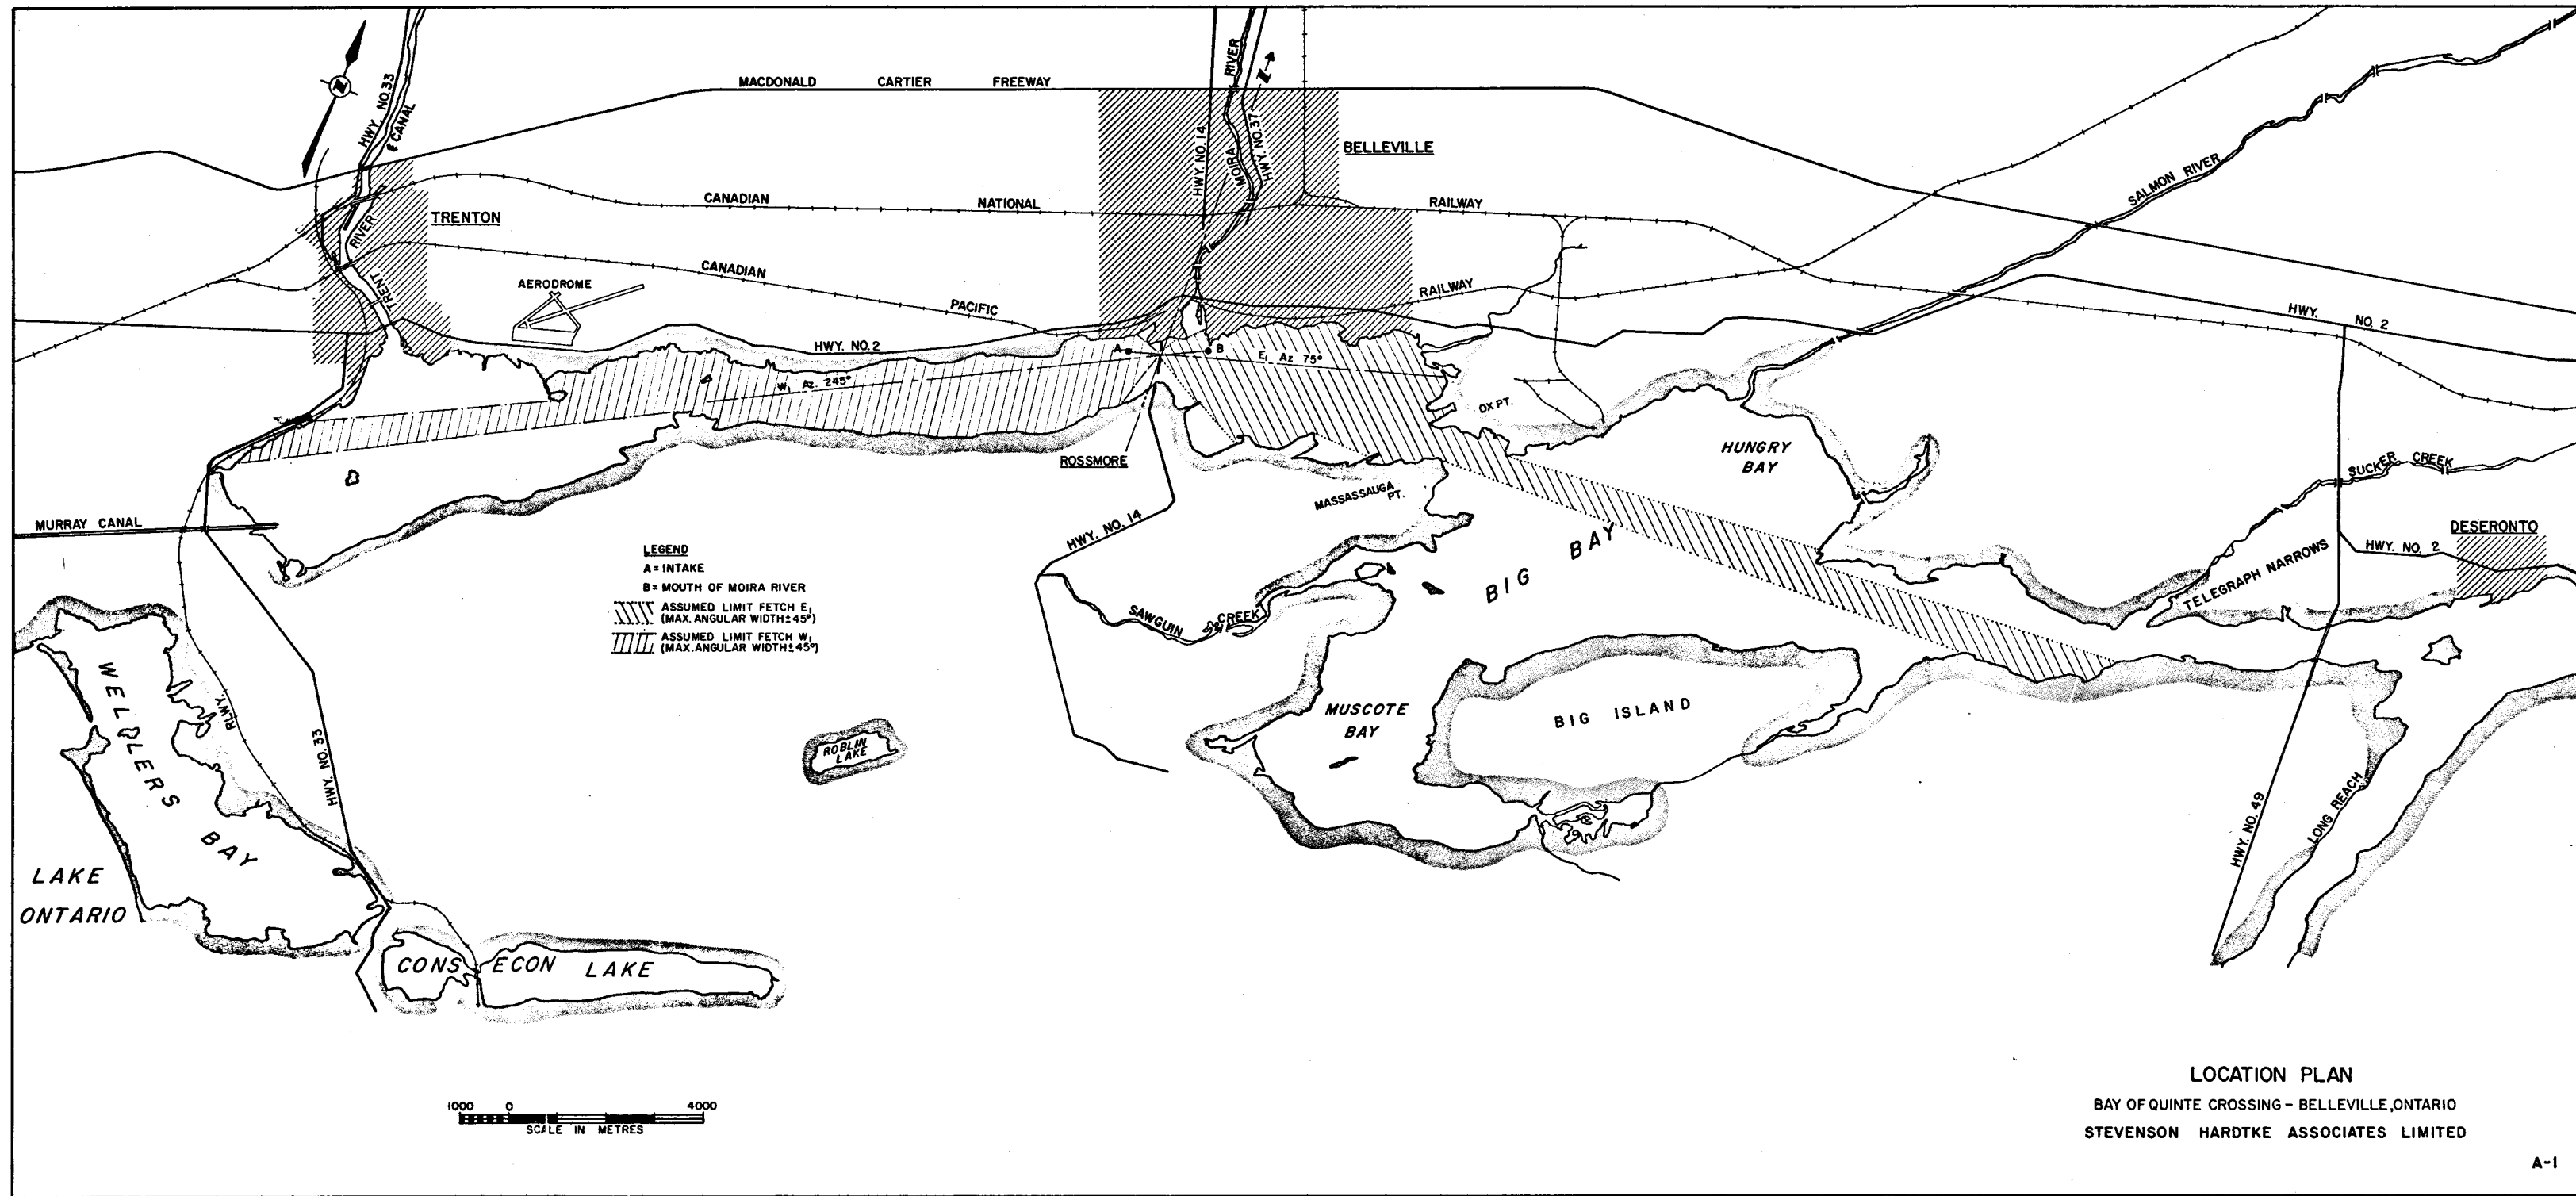 HWY. NO.33
& CANAL
N
MACDONALD CARTIER FREEWAY
RIVER
MOIRA
HWY. NO. 14
HWY. NO.37
BELLEVILLE
TRENTON
TRENT
RIVER
CANADIAN NATIONAL RAILWAY
CANADIAN PACIFIC RAILWAY
SALMON RIVER
AERODROME
HWY. NO. 2
HWY. NO. 2
A
B
E1 Az 75°
W1 Az. 245°
OX PT.
ROSSMORE
HUNGRY
BAY
MASSASSAUGA
PT.
SUCKER CREEK
MURRAY CANAL
HWY. NO. 14
BIG BAY
DESERONTO
HWY. NO. 2
TELEGRAPH NARROWS
LEGEND
A = INTAKE
B = MOUTH OF MOIRA RIVER
ASSUMED LIMIT FETCH E1
(MAX. ANGULAR WIDTH ± 45°)
ASSUMED LIMIT FETCH W1
(MAX. ANGULAR WIDTH ± 45°)
SAWGUIN CREEK
WELLERS BAY
RLWY.
HWY. NO. 33
ROBLIN
LAKE
MUSCOTE
BAY
BIG ISLAND
HWY. NO. 49
LONG REACH
LAKE
ONTARIO
CONSECON LAKE
1000 0 4000
SCALE IN METRES
LOCATION PLAN
BAY OF QUINTE CROSSING – BELLEVILLE, ONTARIO
STEVENSON HARDTKE ASSOCIATES LIMITED
A-1